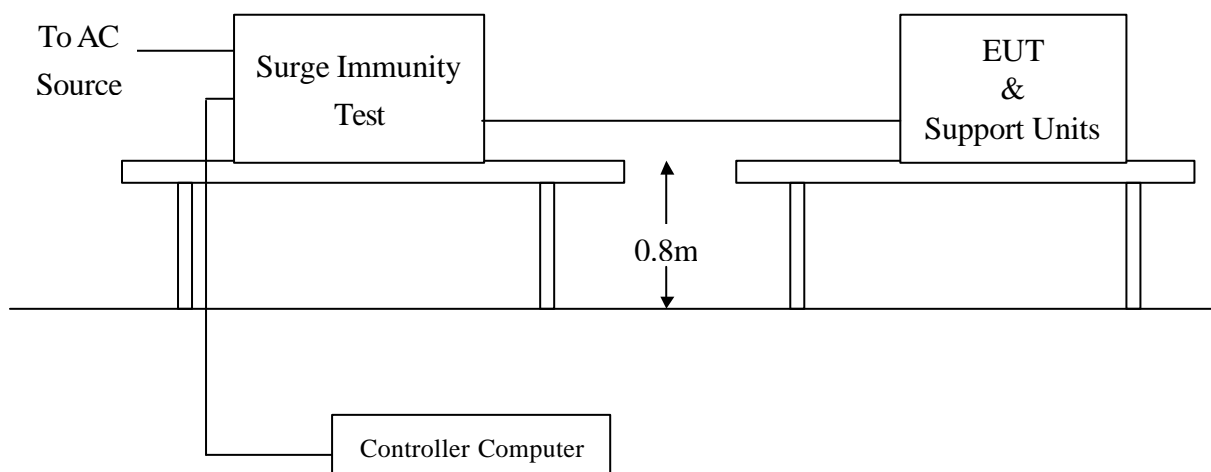 To AC
Source
Surge Immunity
Test
EUT
&
Support Units
0.8m
Controller Computer